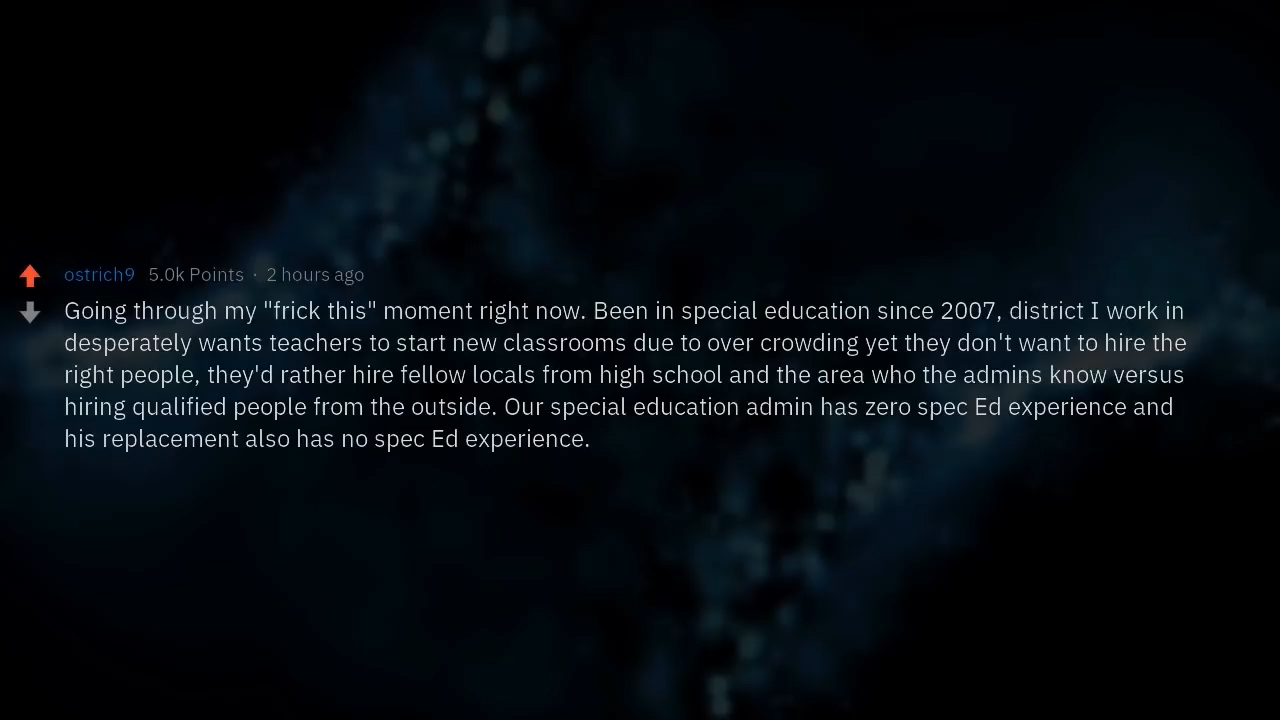 ostrich9 5.0k Points · 2 hours ago
Going through my "frick this" moment right now. Been in special education since 2007, district I work in
desperately wants teachers to start new classrooms due to over crowding yet they don't want to hire the
right people, they'd rather hire fellow locals from high school and the area who the admins know versus
hiring qualified people from the outside. Our special education admin has zero spec Ed experience and
his replacement also has no spec Ed experience.